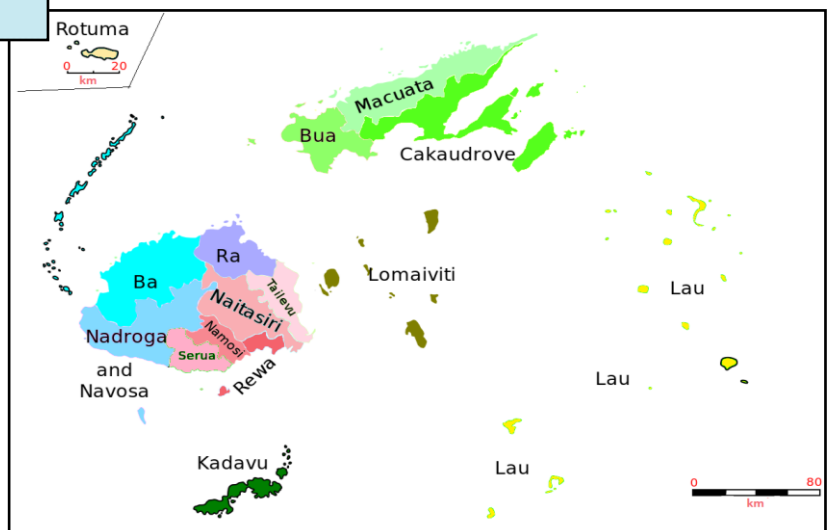 Rotuma
0 20
km
Macuata
Bua
Cakaudrove
Ra
Ba
Tailevu
Lomaiviti
Lau
Naitasiri
Nadroga
and
Navosa
Namosi
Serua
Rewa
Lau
Kadavu
Lau
0 80
km